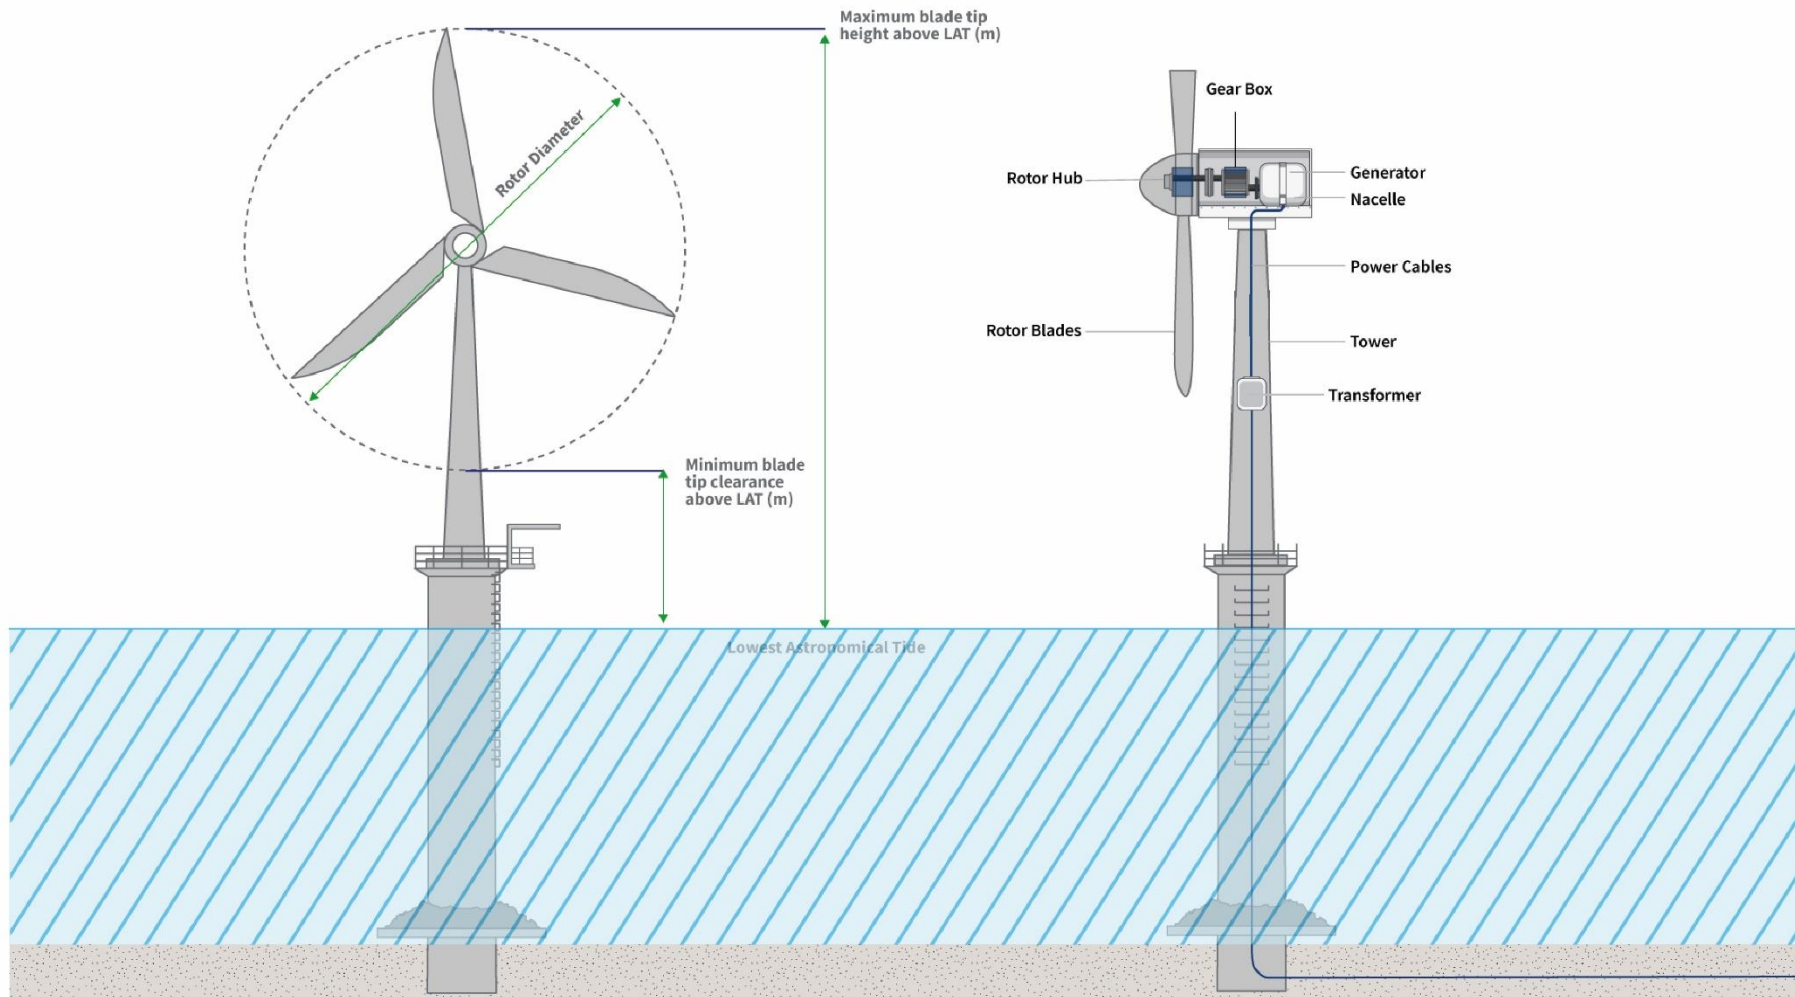 Maximum blade tip
height above LAT (m)
Rotor Diameter
Minimum blade
tip clearance
above LAT (m)
Lowest Astronomical Tide
Gear Box
Rotor Hub
Generator
Nacelle
Power Cables
Rotor Blades
Tower
Transformer